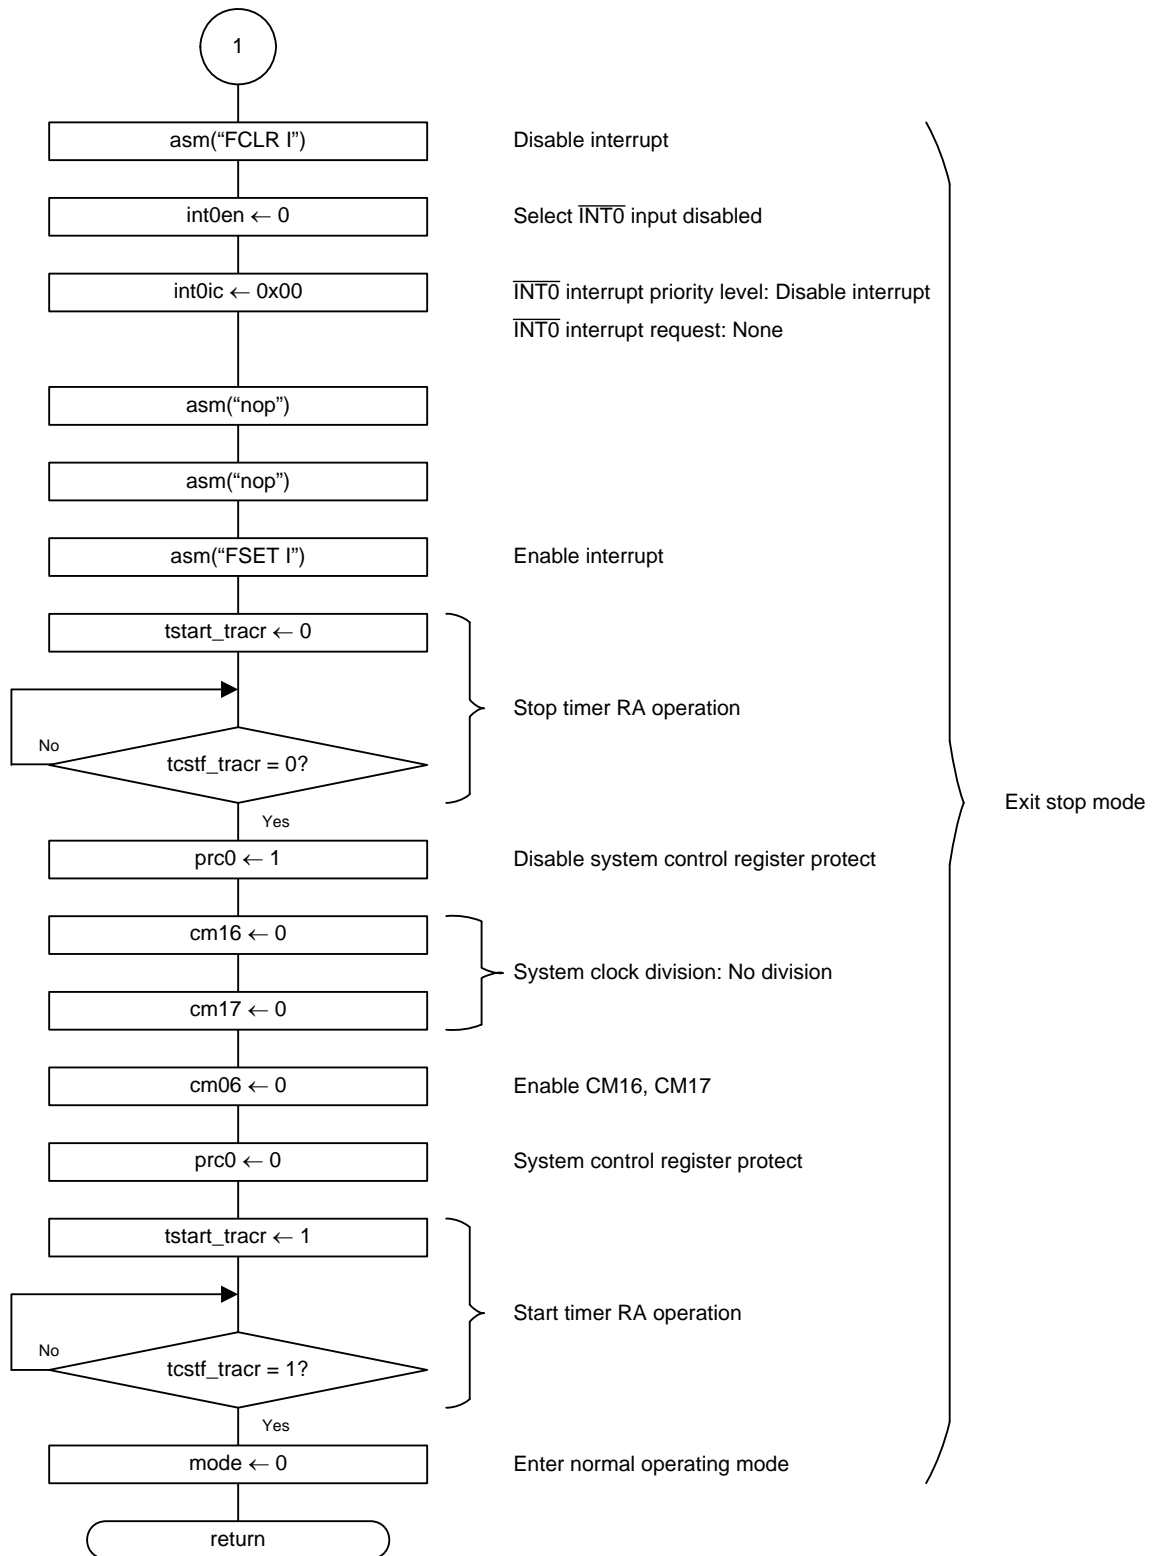 1
asm(“FCLR I”) Disable interrupt
int0en ← 0 Select INT0 input disabled
int0ic ← 0x00 INT0 interrupt priority level: Disable interrupt
INT0 interrupt request: None
asm(“nop”)
asm(“nop”)
asm(“FSET I”) Enable interrupt
tstart_tracr ← 0
Stop timer RA operation
No
tcstf_tracr = 0?
Exit stop mode
Yes
prc0 ← 1 Disable system control register protect
cm16 ← 0
System clock division: No division
cm17 ← 0
cm06 ← 0 Enable CM16, CM17
prc0 ← 0 System control register protect
tstart_tracr ← 1
Start timer RA operation
No
tcstf_tracr = 1?
Yes
mode ← 0 Enter normal operating mode
return